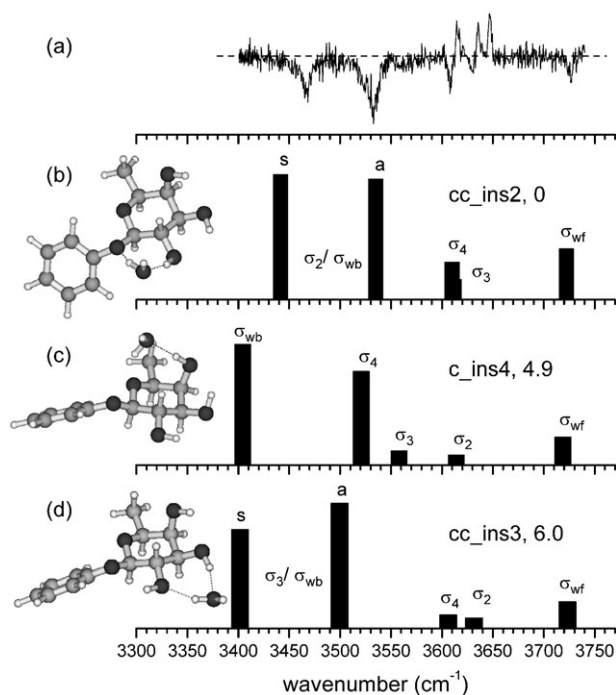 (a)
(b)
s
a
cc_ins2, 0
σ₂/ σwb
σ₄
σ₃
σwf
(c)
σwb
σ₄
c_ins4, 4.9
σ₃
σ₂
σwf
(d)
s
a
cc_ins3, 6.0
σ₃/ σwb
σ₄
σ₂
σwf
3300 3350 3400 3450 3500 3550 3600 3650 3700 3750
wavenumber (cm⁻¹)